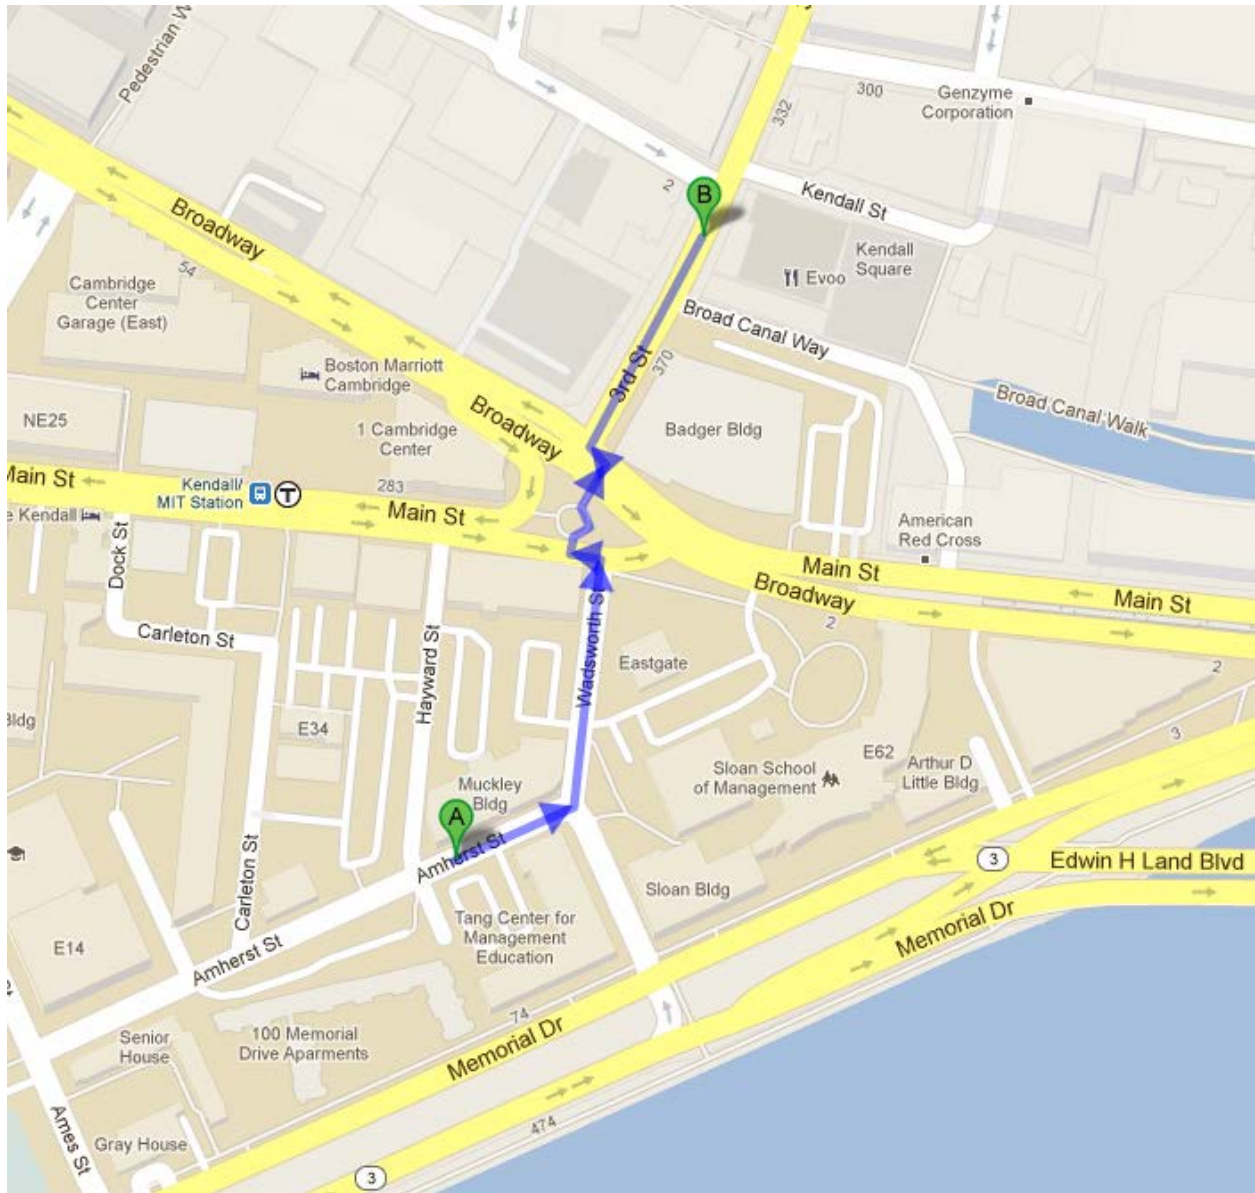 Pedestrian W
332
300
Genzyme
Corporation
B
2
Kendall St
Broadway
54
Kendall
Square
Evoo
Cambridge
Center
Garage (East)
Broad Canal Way
3rd St
370
Boston Marriott
Cambridge
Broad Canal Walk
Broadway
NE25
1 Cambridge
Center
Badger Bldg
Main St
Kendall/
MIT Station
T
283
Main St
e Kendall
American
Red Cross
Dock St
Main St
Broadway
Main St
2
Carleton St
Hayward St
Wadsworth St
Eastgate
2
Bldg
E34
3
E62
Sloan School
of Management
Arthur D
Little Bldg
Muckley
Bldg
A
Amherst St
3
Edwin H Land Blvd
Carleton St
Sloan Bldg
Memorial Dr
E14
Tang Center for
Management
Education
Amherst St
74
Memorial Dr
Senior
House
100 Memorial
Drive Aparments
474
Ames St
Gray House
3